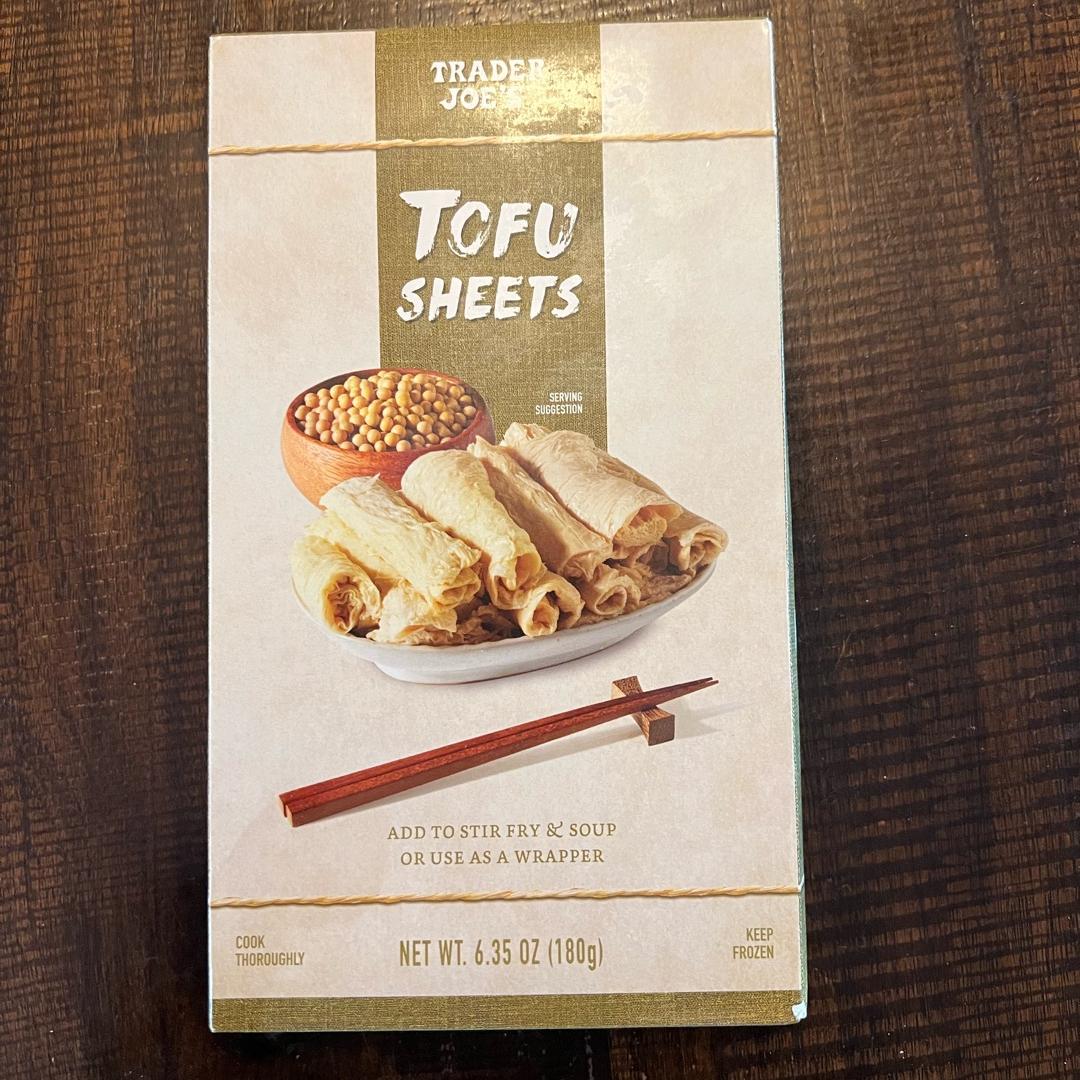 TRADER
JOE'S
TOFU
SHEETS
SERVING
SUGGESTION
ADD TO STIR FRY & SOUP
OR USE AS A WRAPPER
COOK
THOROUGHLY
NET WT. 6.35 OZ (180g)
KEEP
FROZEN